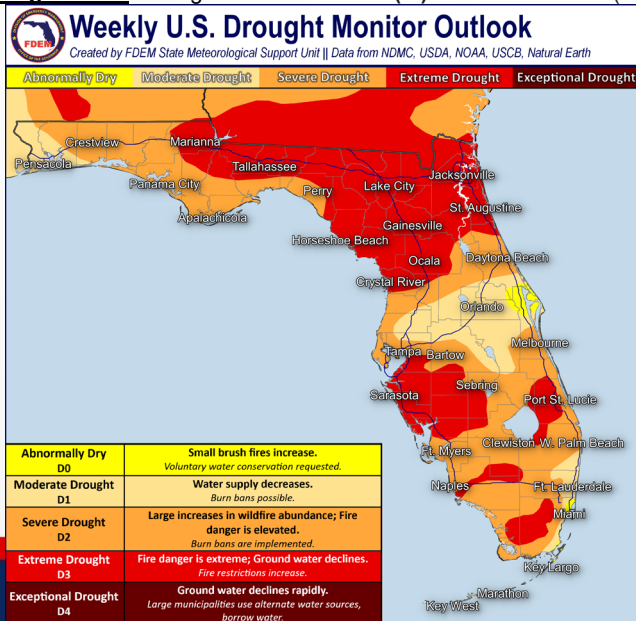 Weekly U.S. Drought Monitor Outlook
FDEM
Created by FDEM State Meteorological Support Unit || Data from NDMC, USDA, NOAA, USCB, Natural Earth
Abnormally Dry Moderate Drought Severe Drought Extreme Drought Exceptional Drought
Crestview
Marianna
Pensacola
Tallahassee
Jacksonville
Panama City
Perry
Lake City
Apalachicola
St. Augustine
Gainesville
Horseshoe Beach
Ocala
Daytona Beach
Crystal River
Orlando
Melbourne
Tampa
Bartow
Sebring
Sarasota
Port St. Lucie
Clewiston
W. Palm Beach
Ft. Myers
Naples
Ft. Lauderdale
Miami
Key Largo
Marathon
Key West
Abnormally Dry
D0
Small brush fires increase.
Voluntary water conservation requested.
Moderate Drought
D1
Water supply decreases.
Burn bans possible.
Severe Drought
D2
Large increases in wildfire abundance; Fire
danger is elevated.
Burn bans are implemented.
Extreme Drought
D3
Fire danger is extreme; Ground water declines.
Fire restrictions increase.
Exceptional Drought
D4
Ground water declines rapidly.
Large municipalities use alternate water sources,
borrow water.